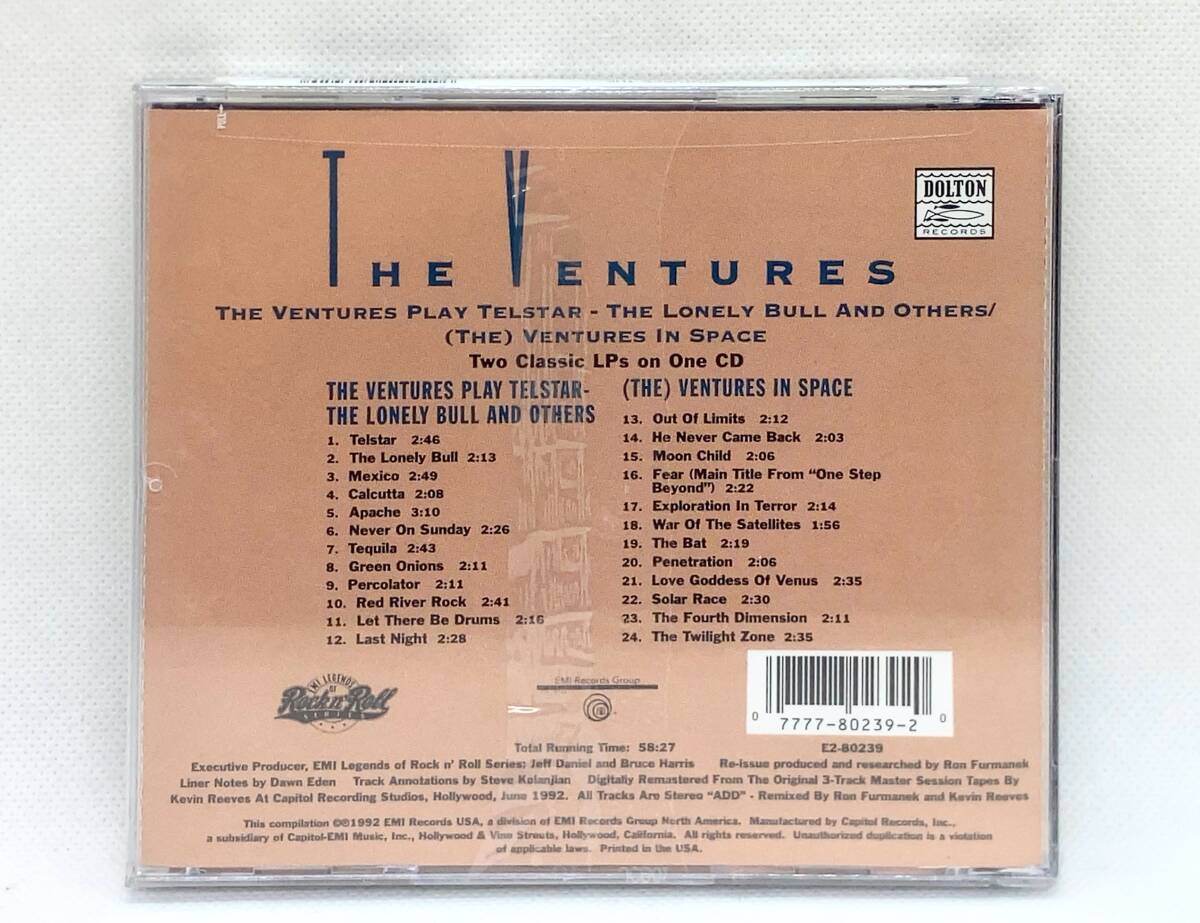 DOLTON
RECORDS
THE VENTURES
THE VENTURES PLAY TELSTAR - THE LONELY BULL AND OTHERS/
(THE) VENTURES IN SPACE
Two Classic LPs on One CD
THE VENTURES PLAY TELSTAR-
THE LONELY BULL AND OTHERS
1. Telstar 2:46
2. The Lonely Bull 2:13
3. Mexico 2:49
4. Calcutta 2:08
5. Apache 3:10
6. Never On Sunday 2:26
7. Tequila 2:43
8. Green Onions 2:11
9. Percolator 2:11
10. Red River Rock 2:41
11. Let There Be Drums 2:16
12. Last Night 2:28
(THE) VENTURES IN SPACE
13. Out Of Limits 2:12
14. He Never Came Back 2:03
15. Moon Child 2:06
16. Fear (Main Title From “One Step
Beyond”) 2:22
17. Exploration In Terror 2:14
18. War Of The Satellites 1:56
19. The Bat 2:19
20. Penetration 2:06
21. Love Goddess Of Venus 2:35
22. Solar Race 2:30
23. The Fourth Dimension 2:11
24. The Twilight Zone 2:35
EMI LEGENDS OF
Rock n' Roll
SERIES
EMI Records Group
0 7777-80239-2 0
Total Running Time: 58:27
E2-80239
Executive Producer, EMI Legends of Rock n’ Roll Series: Jeff Daniel and Bruce Harris Re-issue produced and researched by Ron Furmanek
Liner Notes by Dawn Eden Track Annotations by Steve Kolanjian Digitally Remastered From The Original 3-Track Master Session Tapes By
Kevin Reeves At Capitol Recording Studios, Hollywood, June 1992. All Tracks Are Stereo “ADD” - Remixed By Ron Furmanek and Kevin Reeves
This compilation ©℗1992 EMI Records USA, a division of EMI Records Group North America. Manufactured by Capitol Records, Inc.,
a subsidiary of Capitol-EMI Music, Inc., Hollywood & Vine Streets, Hollywood, California. All rights reserved. Unauthorized duplication is a violation
of applicable laws. Printed in the USA.